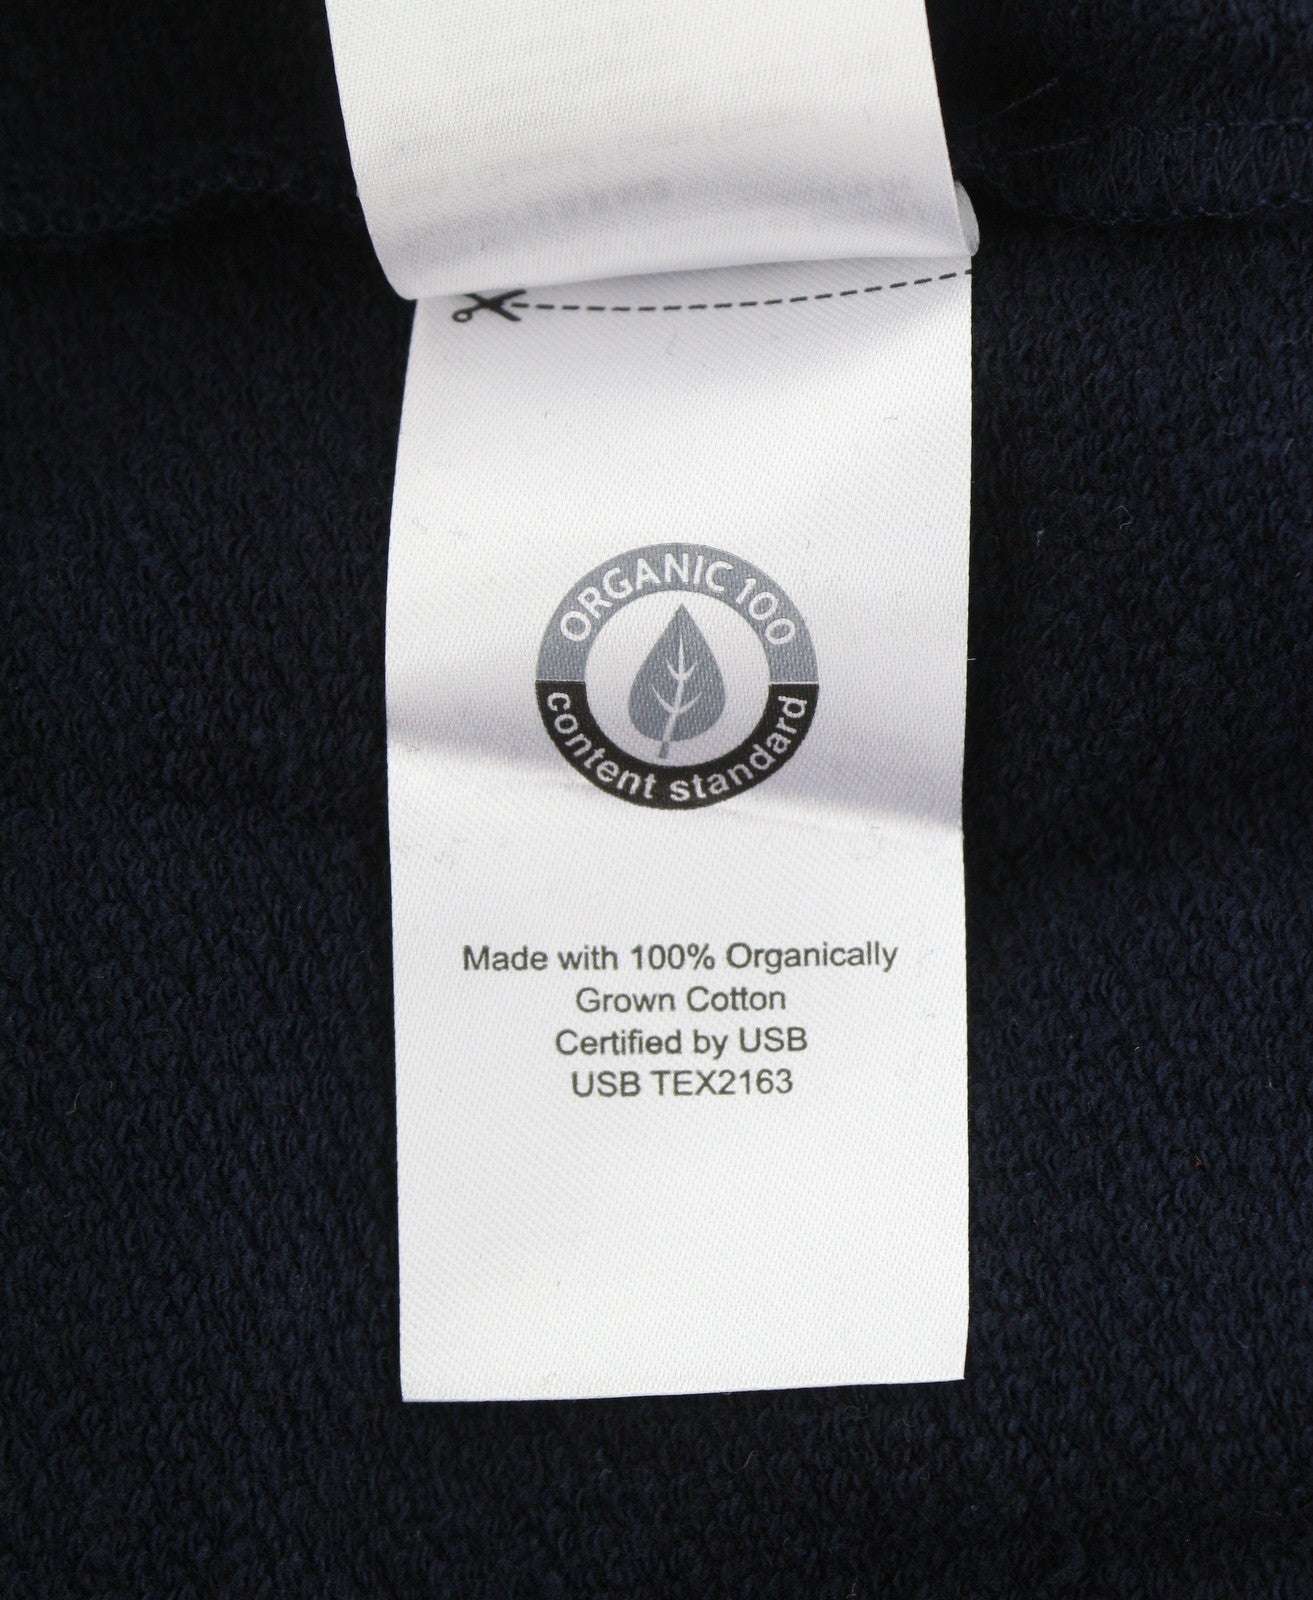 ORGANIC 100
content standard
Made with 100% Organically
Grown Cotton
Certified by USB
USB TEX2163